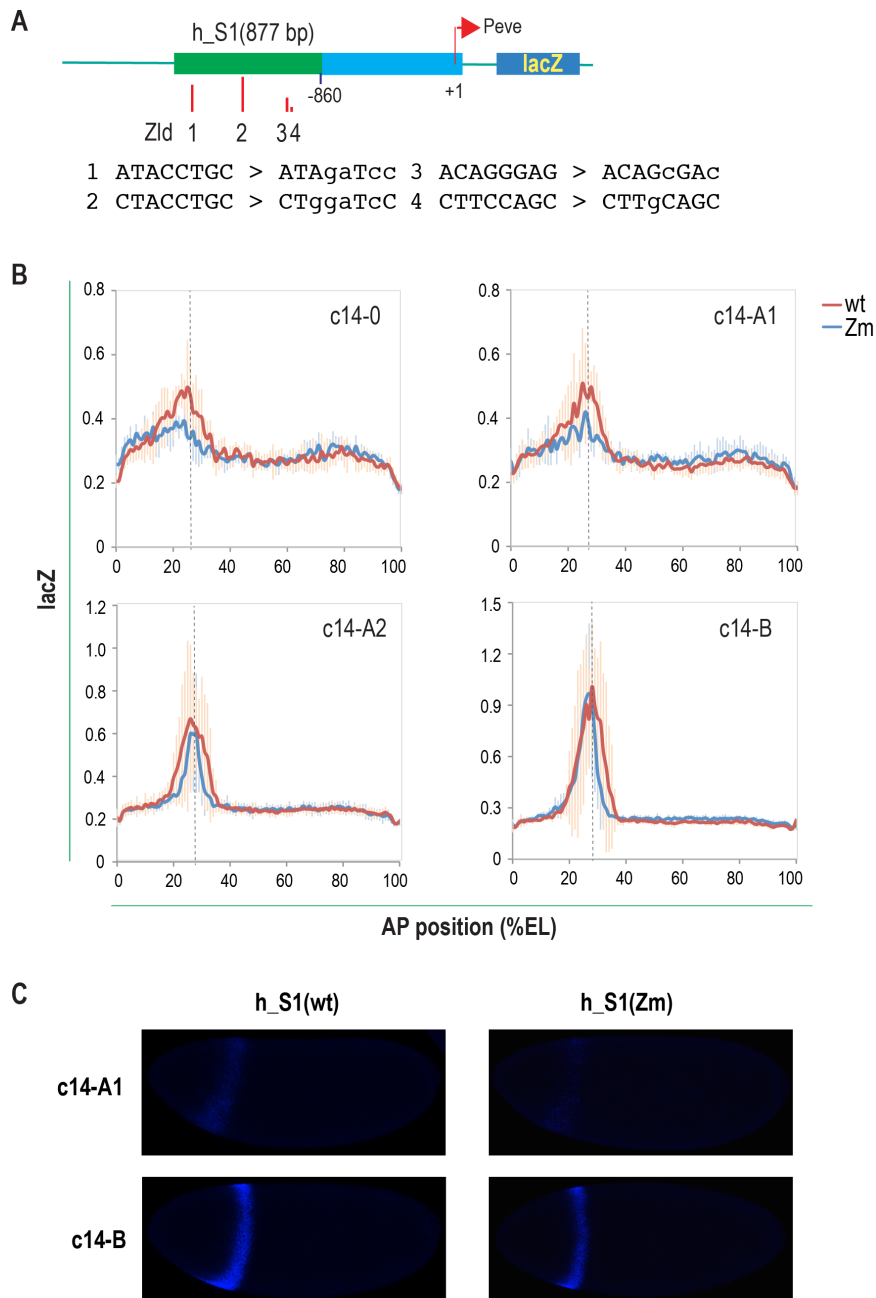 A
h_S1(877 bp)
Peve
lacZ
-860
+1
Zld 1 2 34
1 ATACCTGC > ATAgaTcc 3 ACAGGGAG > ACAGcGAc
2 CTACCTGC > CTggaTcC 4 CTTCCAGC > CTTgCAGC
B
0.8
0.6
0.4
0.2
0
0 20 40 60 80 100
c14-0
0.8
0.6
0.4
0.2
0
0 20 40 60 80 100
c14-A1
wt
Zm
lacZ
1.2
1.0
0.8
0.6
0.4
0.2
0
0 20 40 60 80 100
c14-A2
1.5
1.2
0.9
0.6
0.3
0
0 20 40 60 80 100
c14-B
AP position (%EL)
C
h_S1(wt) h_S1(Zm)
c14-A1
c14-B